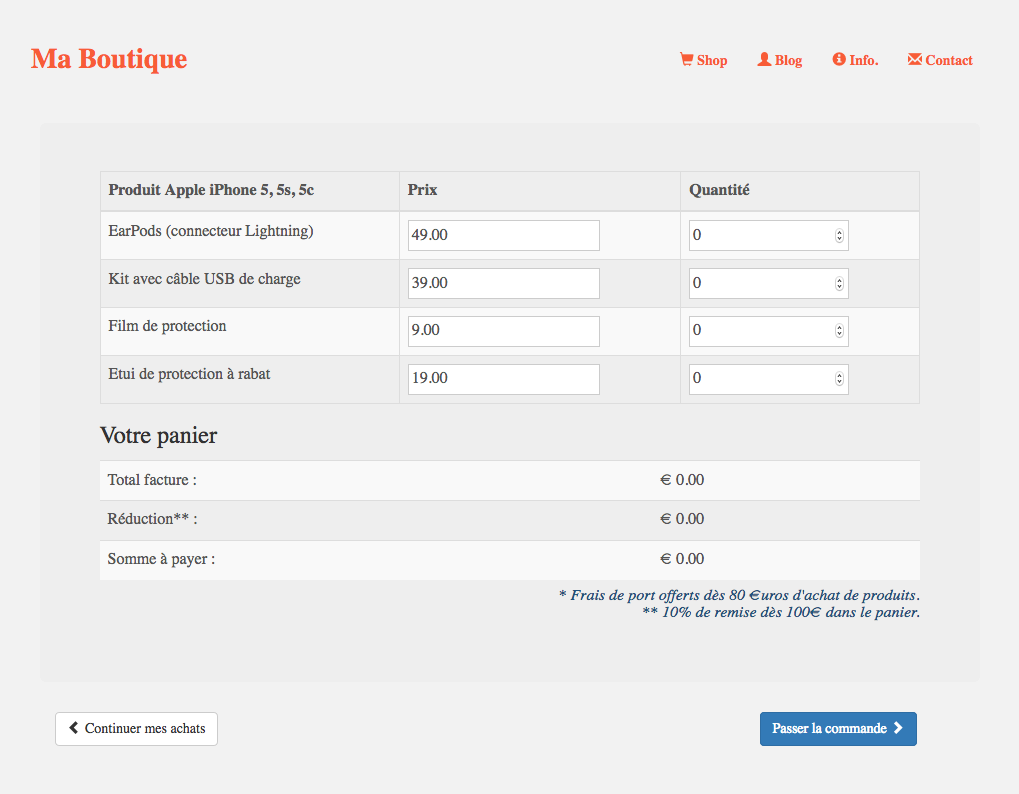 Ma Boutique
Shop Blog Info. Contact
Produit Apple iPhone 5, 5s, 5c Prix Quantité
EarPods (connecteur Lightning) 49.00 0
Kit avec câble USB de charge 39.00 0
Film de protection 9.00 0
Etui de protection à rabat 19.00 0
Votre panier
Total facture : € 0.00
Réduction** : € 0.00
Somme à payer : € 0.00
* Frais de port offerts dès 80 €uros d'achat de produits.
** 10% de remise dès 100€ dans le panier.
Continuer mes achats Passer la commande